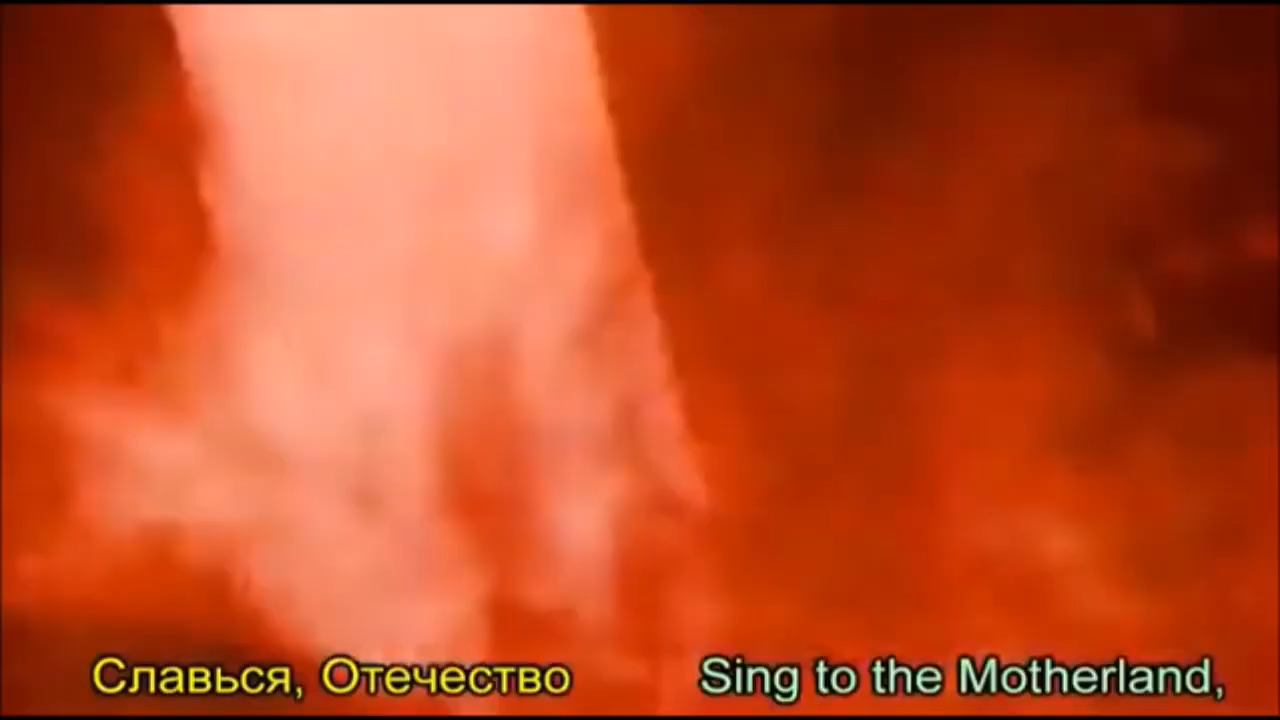 Славься, Отечество
Sing to the Motherland,